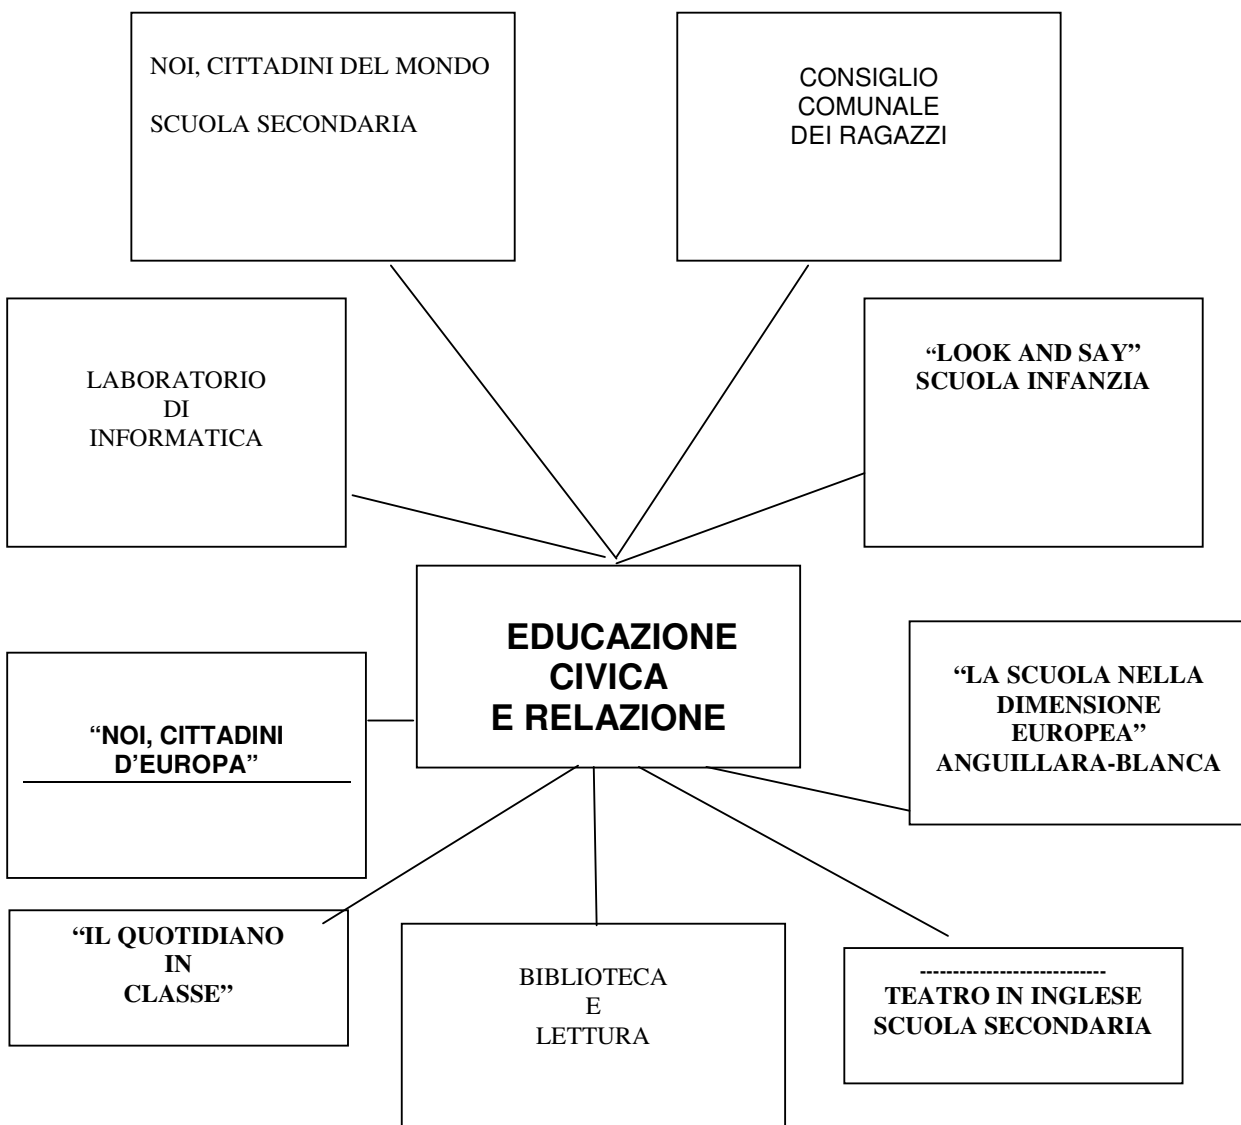 NOI, CITTADINI DEL MONDO
SCUOLA SECONDARIA
CONSIGLIO
COMUNALE
DEI RAGAZZI
LABORATORIO
DI
INFORMATICA
“LOOK AND SAY”
SCUOLA INFANZIA
EDUCAZIONE
CIVICA
E RELAZIONE
“NOI, CITTADINI
D’EUROPA”
“LA SCUOLA NELLA
DIMENSIONE
EUROPEA”
ANGUILLARA-BLANCA
“IL QUOTIDIANO
IN
CLASSE”
BIBLIOTECA
E
LETTURA
----------------------------
TEATRO IN INGLESE
SCUOLA SECONDARIA